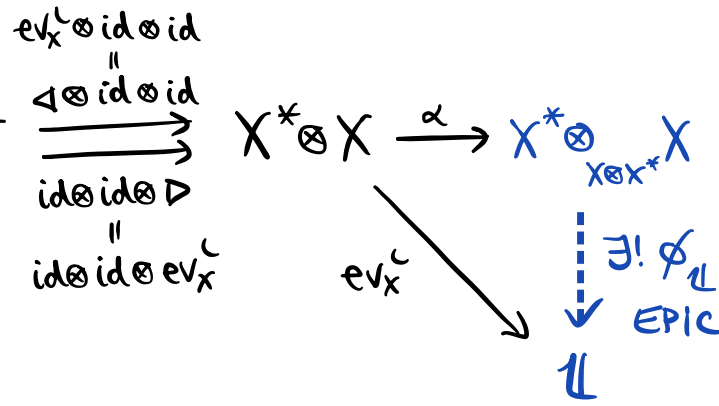 ev_X^L ⊗ id ⊗ id
=
◁ ⊗ id ⊗ id
id ⊗ id ⊗ ▷
=
id ⊗ id ⊗ ev_X^L
X* ⊗ X
α
X* ⊗_{X⊗X*} X
ev_X^L
∃! ϕ_𝟙
EPIC
𝟙